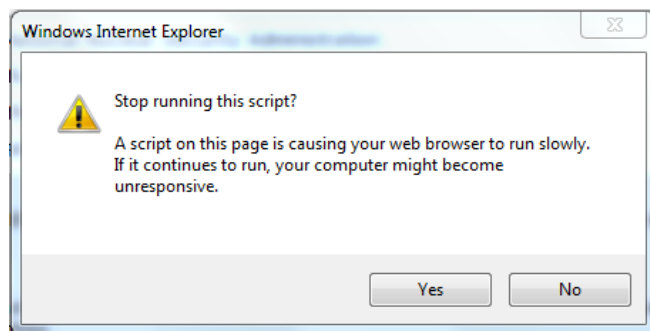 Windows Internet Explorer
Stop running this script?
A script on this page is causing your web browser to run slowly.
If it continues to run, your computer might become
unresponsive.
Yes
No